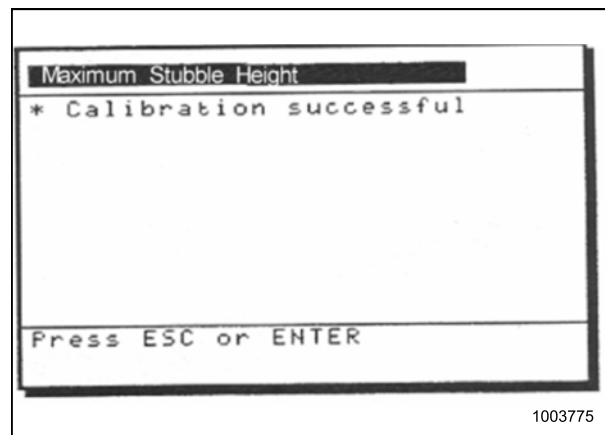 Maximum Stubble Height
* Calibration successful
Press ESC or ENTER
1003775